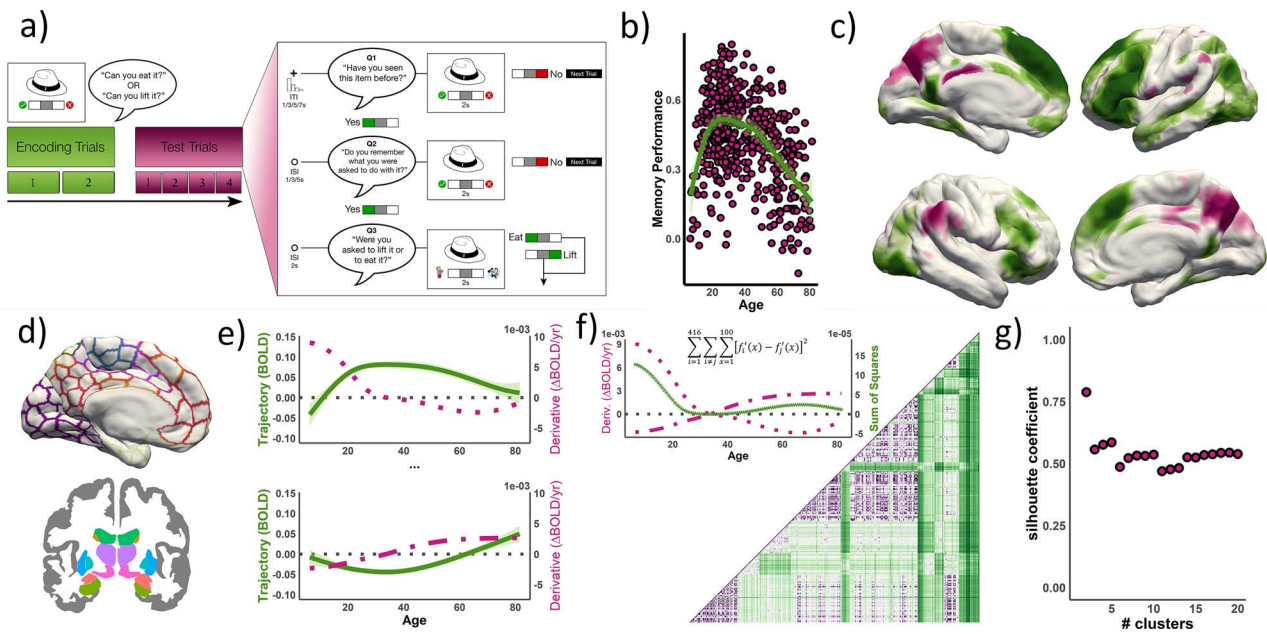 a)
"Can you eat it?"
OR
"Can you lift it?"
Encoding Trials
Test Trials
1
2
1
2
3
4
+
ITI
1/3/5/7s
Q1
"Have you seen
this item before?"
2s
No
Next Trial
Yes
ISI
1/3/5s
Q2
"Do you remember
what you were
asked to do with it?"
2s
No
Next Trial
Yes
ISI
2s
Q3
"Were you
asked to lift it or
to eat it?"
2s
Eat
Lift
b)
Memory Performance
0.6
0.3
0.0
20 40 60 80
Age
c)
d)
e)
Trajectory (BOLD)
0.15
0.10
0.05
0.00
-0.05
-0.10
1e-03
10
5
0
-5
Derivative (ΔBOLD/yr)
20 40 60 80
...
Trajectory (BOLD)
0.15
0.10
0.05
0.00
-0.05
-0.10
1e-03
10
5
0
-5
Derivative (ΔBOLD/yr)
20 40 60 80
Age
f)
1e-03
Deriv. (ΔBOLD/yr)
9
6
3
0
416 100
∑ ∑ ∑ [f′i(x) − f′j(x)]²
i=1 i≠j x=1
1e-05
15
10
5
0
-5
Sum of Squares
20 40 60 80
Age
g)
silhouette coefficient
1.00
0.75
0.50
0.25
0.00
5 10 15 20
# clusters